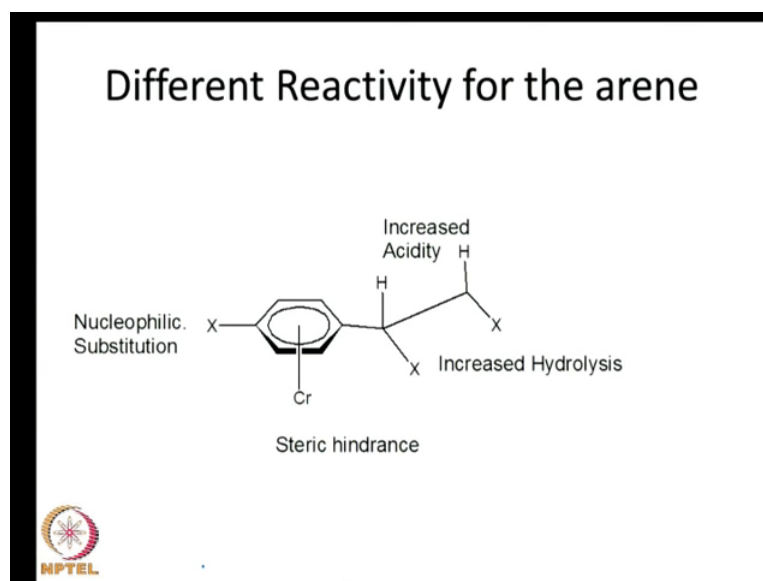 Different Reactivity for the arene
Increased
Acidity H
H
Nucleophilic. X
Substitution
X
X Increased Hydrolysis
Cr
Steric hindrance
NPTEL